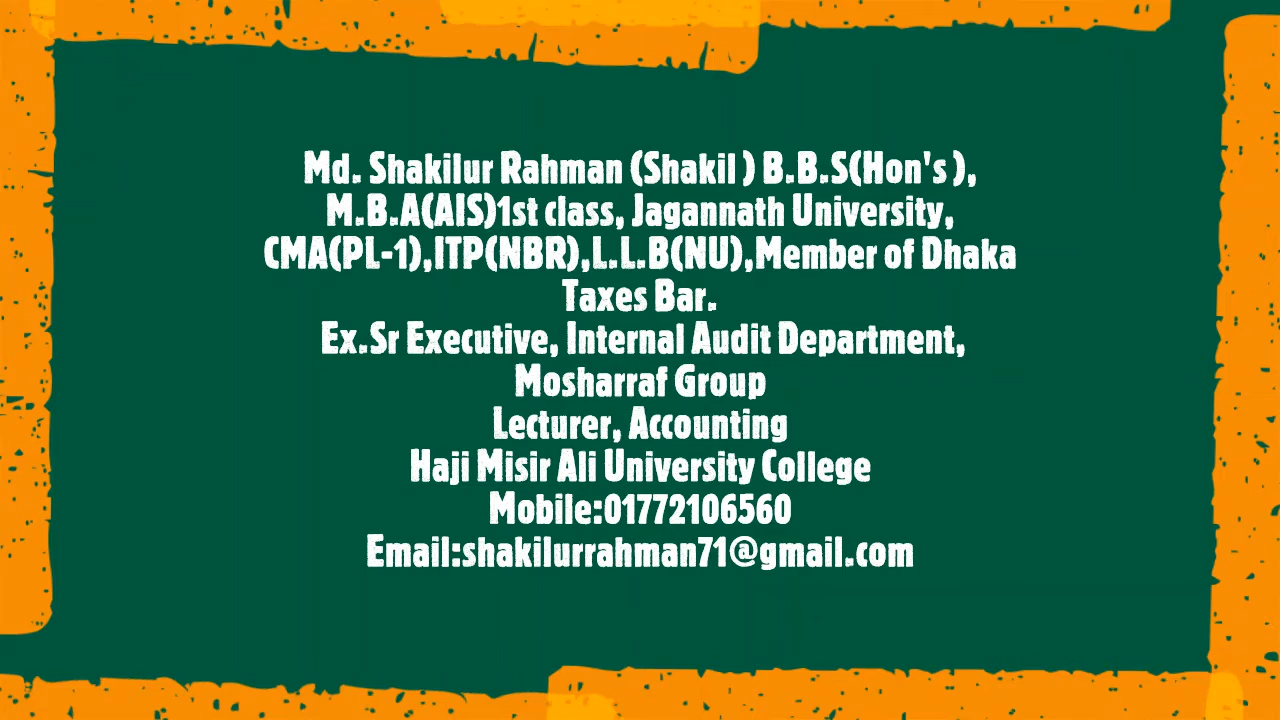 Md. Shakilur Rahman (Shakil ) B.B.S(Hon's ),
M.B.A(AIS)1st class, Jagannath University,
CMA(PL-1),ITP(NBR),L.L.B(NU),Member of Dhaka
Taxes Bar.
Ex.Sr Executive, Internal Audit Department,
Mosharraf Group
Lecturer, Accounting
Haji Misir Ali University College
Mobile:01772106560
Email:shakilurrahman71@gmail.com